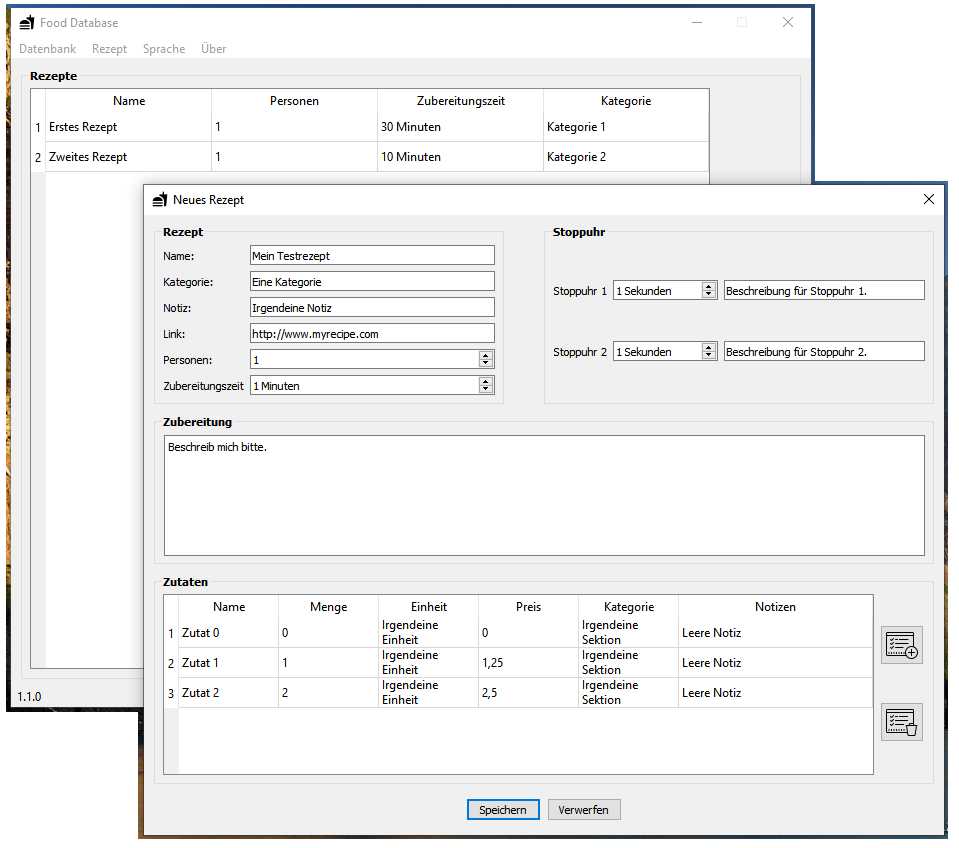 Food Database
Datenbank Rezept Sprache Über
Rezepte
Name Personen Zubereitungszeit Kategorie
1 Erstes Rezept 1 30 Minuten Kategorie 1
2 Zweites Rezept 1 10 Minuten Kategorie 2
1.1.0
Neues Rezept
Rezept
Name: Mein Testrezept
Kategorie: Eine Kategorie
Notiz: Irgendeine Notiz
Link: http://www.myrecipe.com
Personen: 1
Zubereitungszeit 1 Minuten
Stoppuhr
Stoppuhr 1 1 Sekunden Beschreibung für Stoppuhr 1.
Stoppuhr 2 1 Sekunden Beschreibung für Stoppuhr 2.
Zubereitung
Beschreib mich bitte.
Zutaten
Name Menge Einheit Preis Kategorie Notizen
1 Zutat 0 0 Irgendeine Einheit 0 Irgendeine Sektion Leere Notiz
2 Zutat 1 1 Irgendeine Einheit 1,25 Irgendeine Sektion Leere Notiz
3 Zutat 2 2 Irgendeine Einheit 2,5 Irgendeine Sektion Leere Notiz
Speichern Verwerfen